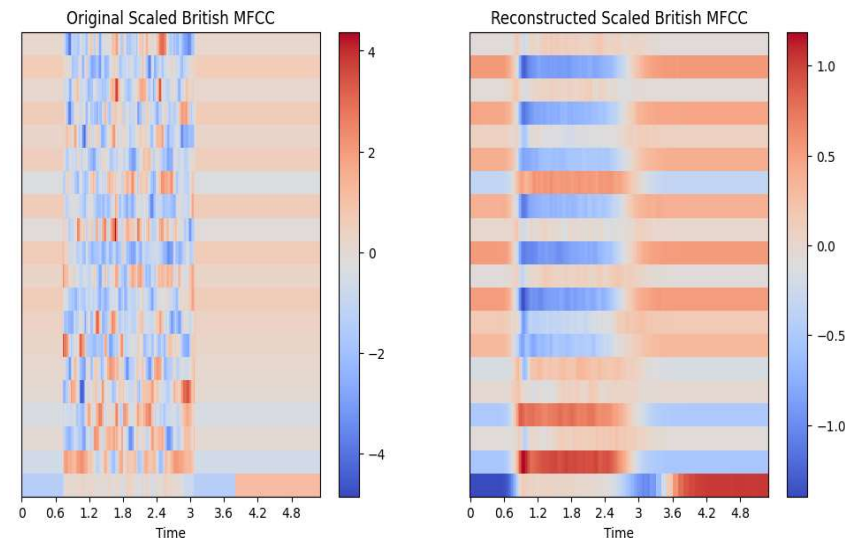 Original Scaled British MFCC
Reconstructed Scaled British MFCC
4
2
0
−2
−4
1.0
0.5
0.0
−0.5
−1.0
0 0.6 1.2 1.8 2.4 3 3.6 4.2 4.8
Time
0 0.6 1.2 1.8 2.4 3 3.6 4.2 4.8
Time